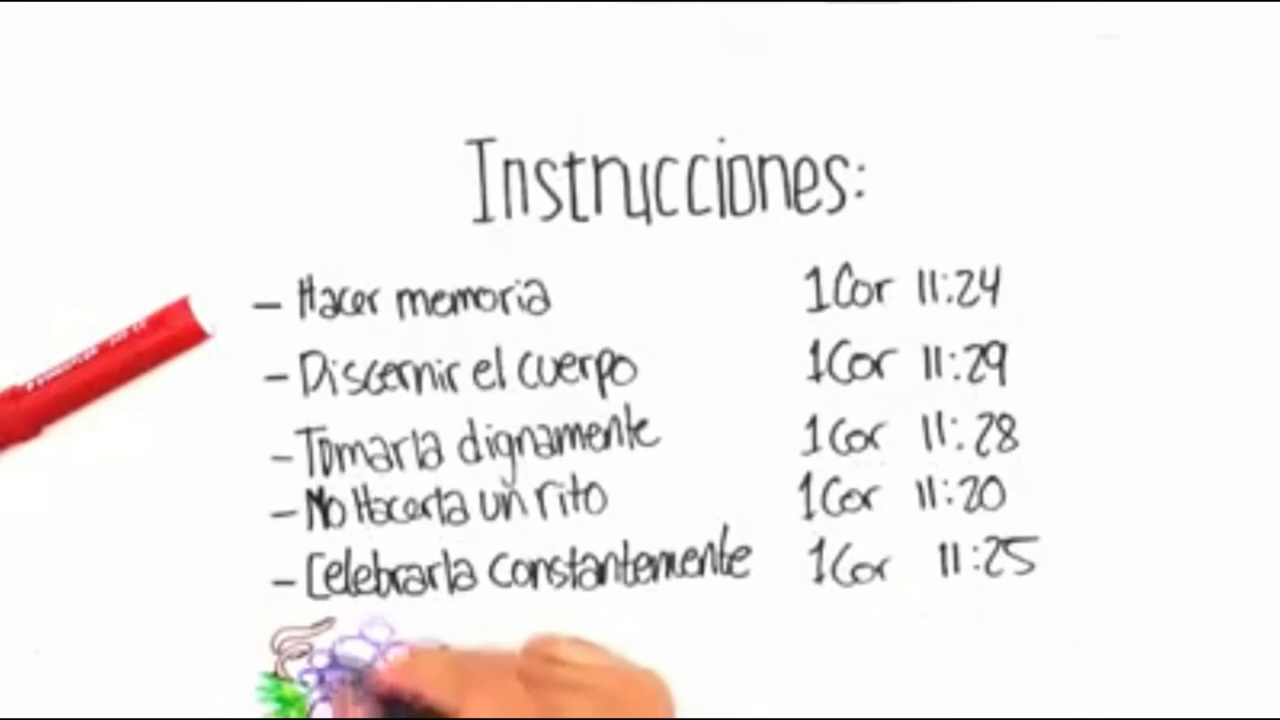 Instrucciones:
– Hacer memoria 1Cor 11:24
– Discernir el cuerpo 1Cor 11:29
– Tomarla dignamente 1Cor 11:28
– No Hacerla un rito 1Cor 11:20
– Celebrarla constantemente 1Cor 11:25